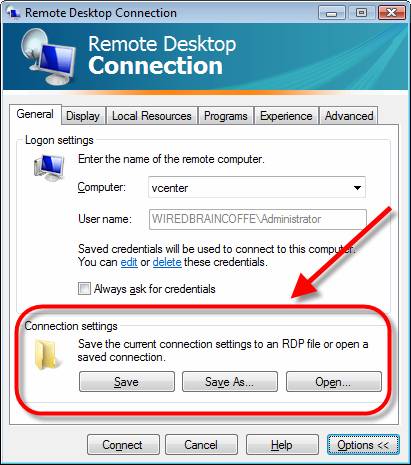 Remote Desktop Connection
Remote Desktop
Connection
General Display Local Resources Programs Experience Advanced
Logon settings
Enter the name of the remote computer.
Computer: vcenter
User name: WIREDBRAINCOFFE\Administrator
Saved credentials will be used to connect to this computer.
You can edit or delete these credentials.
Always ask for credentials
Connection settings
Save the current connection settings to an RDP file or open a
saved connection.
Save Save As... Open...
Connect Cancel Help Options <<